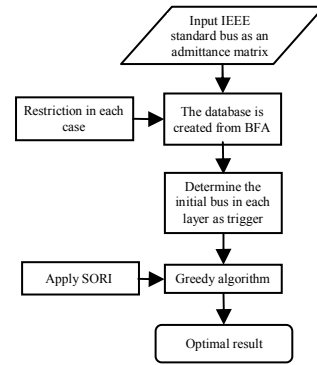 Input IEEE
standard bus as an
admittance matrix
Restriction in each
case
The database is
created from BFA
Determine the
initial bus in each
layer as trigger
Apply SORI
Greedy algorithm
Optimal result